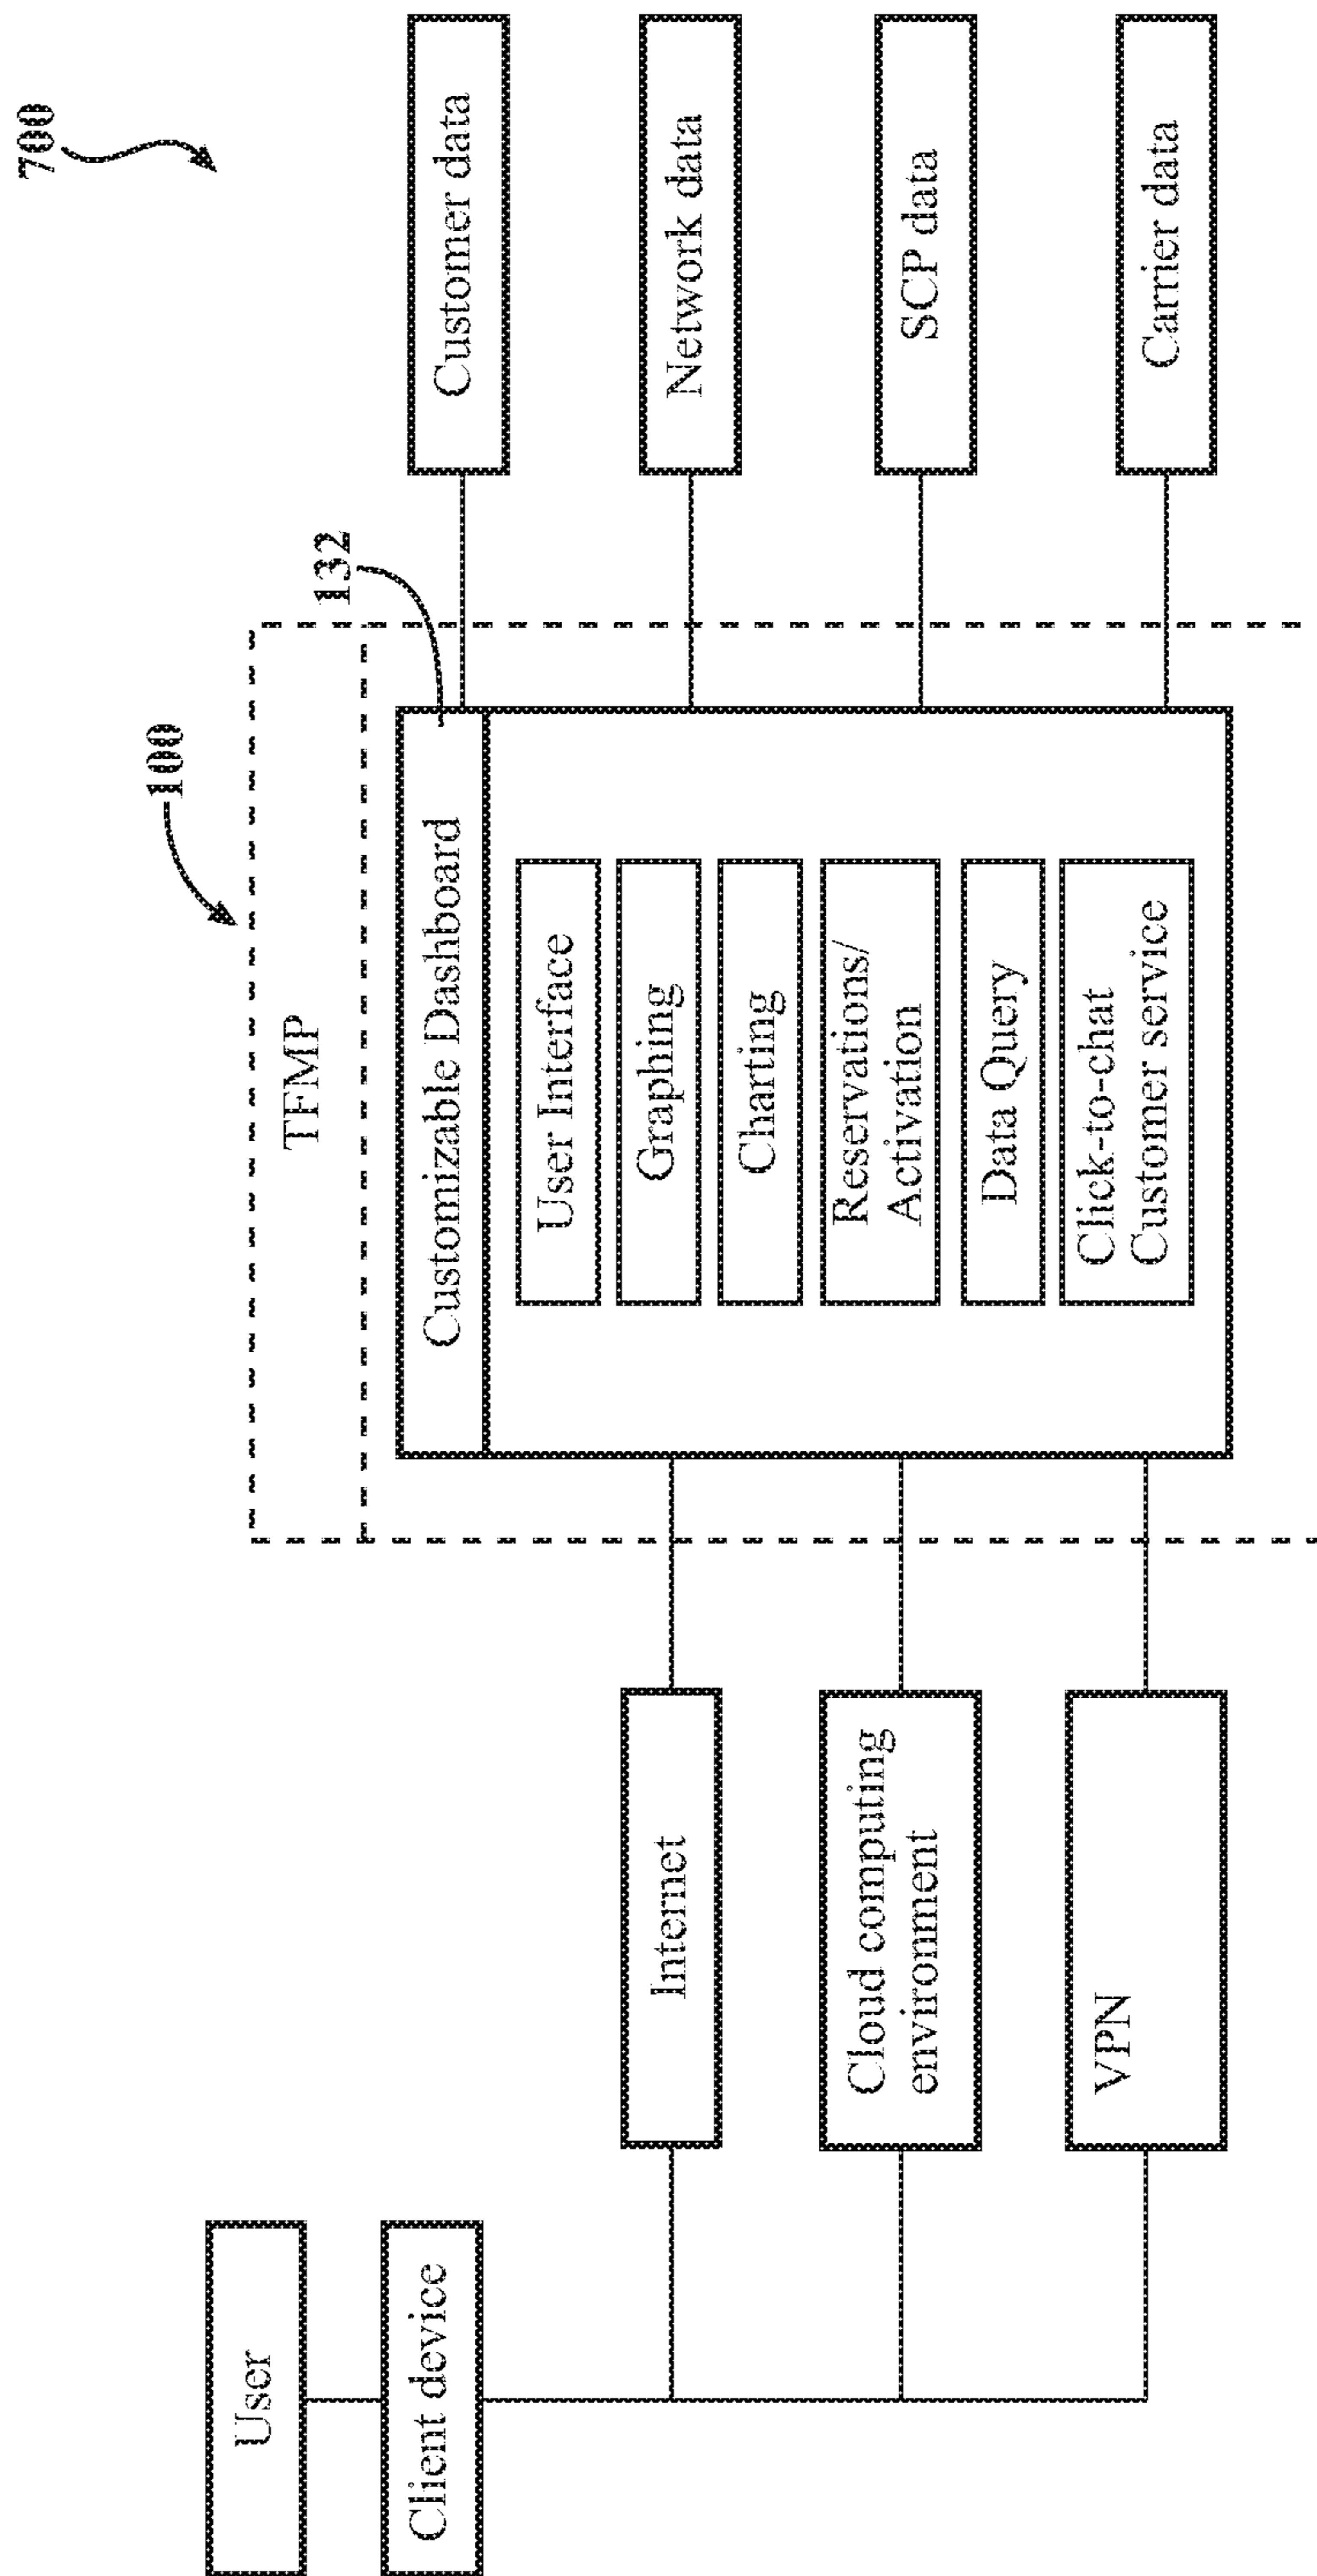 700
100
TFMP
132
User
Client device
Internet
Cloud computing
environment
VPN
Customizable Dashboard
User Interface
Graphing
Charting
Reservations/
Activation
Data Query
Click-to-chat
Customer service
Customer data
Network data
SCP data
Carrier data